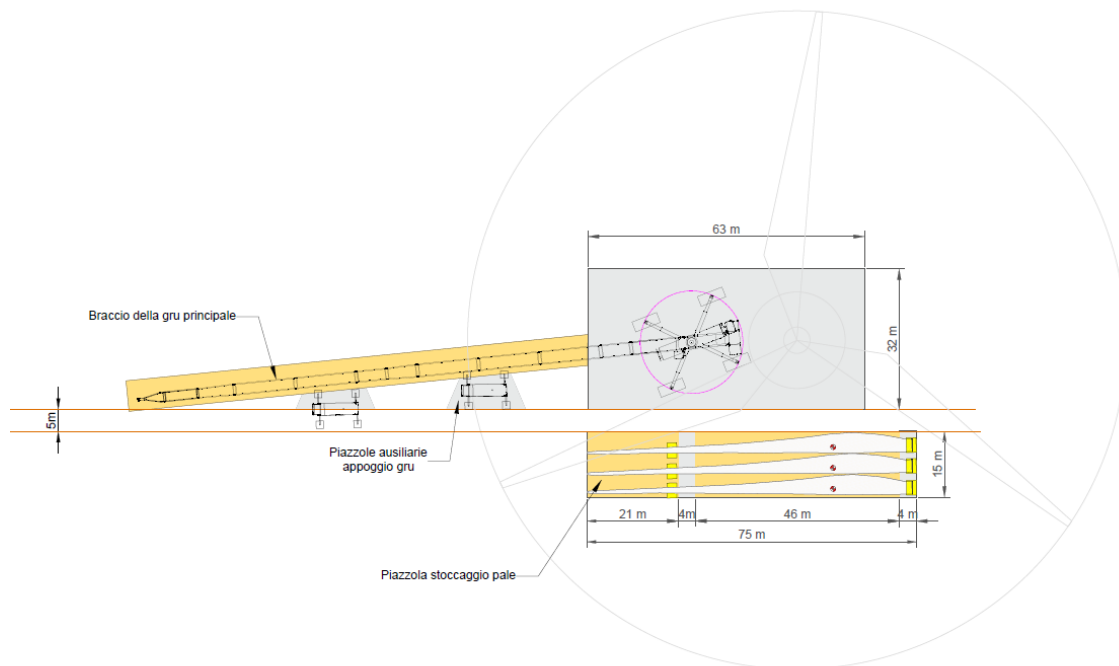 63 m
Braccio della gru principale
32 m
5m
Piazzole ausiliarie
appoggio gru
15 m
21 m
4m
46 m
4 m
75 m
Piazzola stoccaggio pale